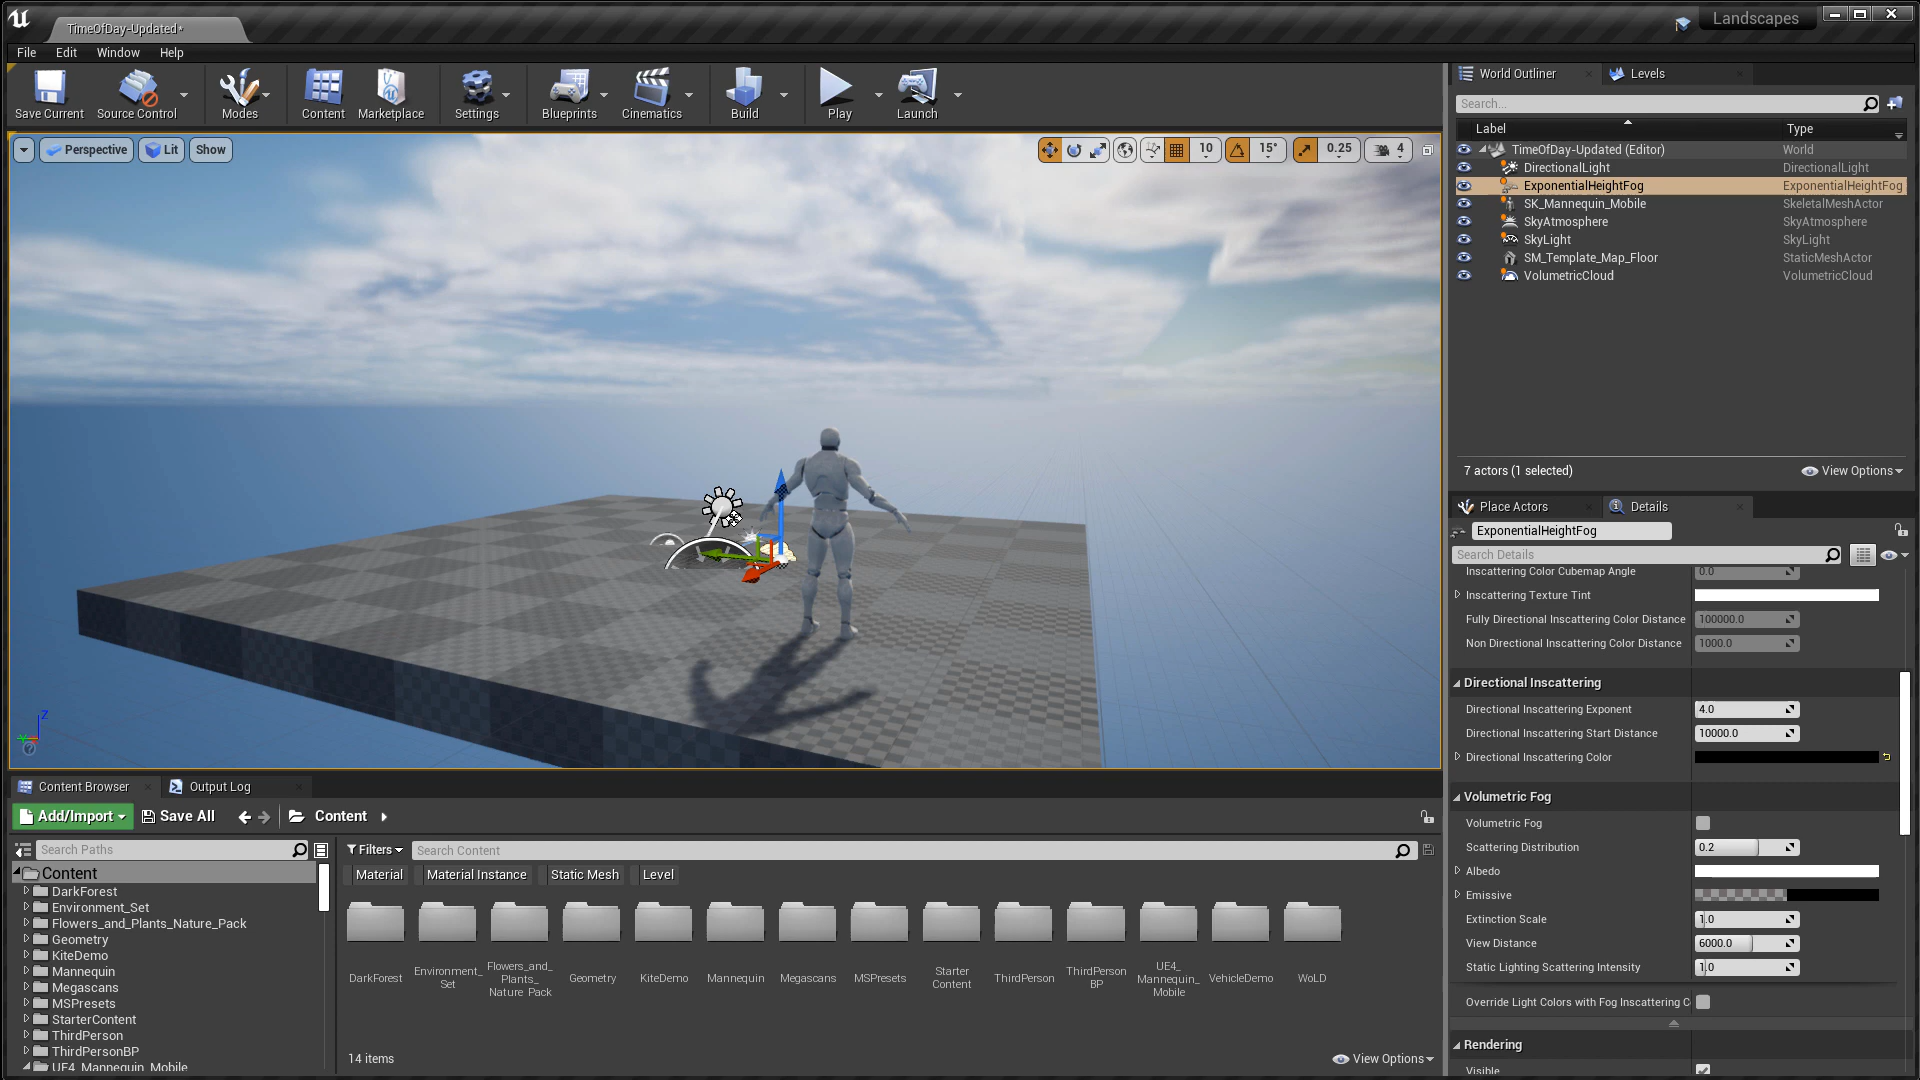 TimeOfDay-Updated•
Landscapes
File Edit Window Help
Save Current Source Control Modes Content Marketplace Settings Blueprints Cinematics Build Play Launch
Perspective Lit Show
10 15° 0.25 4
Z
World Outliner Levels
Search...
Label Type
TimeOfDay-Updated (Editor) World
DirectionalLight DirectionalLight
ExponentialHeightFog ExponentialHeightFog
SK_Mannequin_Mobile SkeletalMeshActor
SkyAtmosphere SkyAtmosphere
SkyLight SkyLight
SM_Template_Map_Floor StaticMeshActor
VolumetricCloud VolumetricCloud
7 actors (1 selected) View Options
Place Actors Details
ExponentialHeightFog
Search Details
Inscattering Color Cubemap Angle 0.0
Inscattering Texture Tint
Fully Directional Inscattering Color Distance 100000.0
Non Directional Inscattering Color Distance 1000.0
Directional Inscattering
Directional Inscattering Exponent 4.0
Directional Inscattering Start Distance 10000.0
Directional Inscattering Color
Volumetric Fog
Volumetric Fog
Scattering Distribution 0.2
Albedo
Emissive
Extinction Scale 1.0
View Distance 6000.0
Static Lighting Scattering Intensity 1.0
Override Light Colors with Fog Inscattering C
Rendering
Visible
Content Browser Output Log
Add/Import Save All Content
Search Paths
Content
DarkForest
Environment_Set
Flowers_and_Plants_Nature_Pack
Geometry
KiteDemo
Mannequin
Megascans
MSPresets
StarterContent
ThirdPerson
ThirdPersonBP
UE4_Mannequin_Mobile
Filters Search Content
Material Material Instance Static Mesh Level
DarkForest
Environment_
Set
Flowers_and_
Plants_
Nature_Pack
Geometry
KiteDemo
Mannequin
Megascans
MSPresets
Starter
Content
ThirdPerson
ThirdPerson
BP
UE4_
Mannequin_
Mobile
VehicleDemo
WoLD
14 items View Options